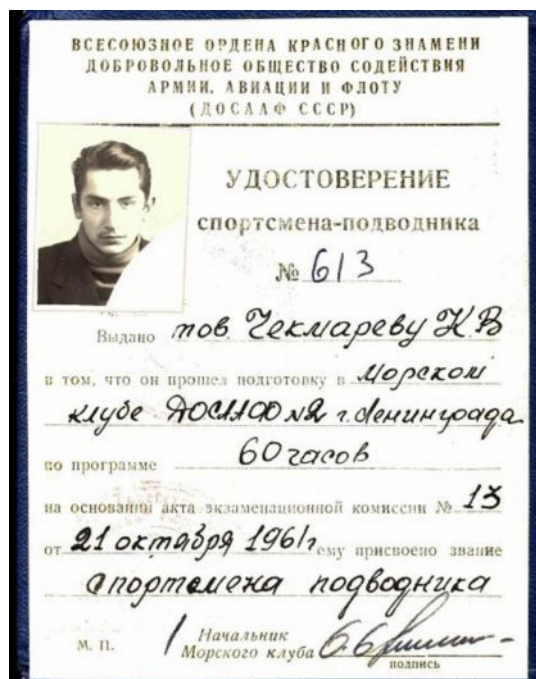 ВСЕСОЮЗНОЕ ОРДЕНА КРАСНОГО ЗНАМЕНИ
ДОБРОВОЛЬНОЕ ОБЩЕСТВО СОДЕЙСТВИЯ
АРМИИ, АВИАЦИИ И ФЛОТУ
(ДОСААФ СССР)
УДОСТОВЕРЕНИЕ
спортсмена-подводника
№ 613
Выдано тов. Чекмареву К.В
в том, что он прошел подготовку в Морском
клубе ДОСААФ №2 г. Ленинграда
по программе 60 часов
на основании акта экзаменационной комиссии № 13
от 21 октября 1961г ему присвоено звание
спортсмена подводника
М. П. Начальник
Морского клуба
подпись